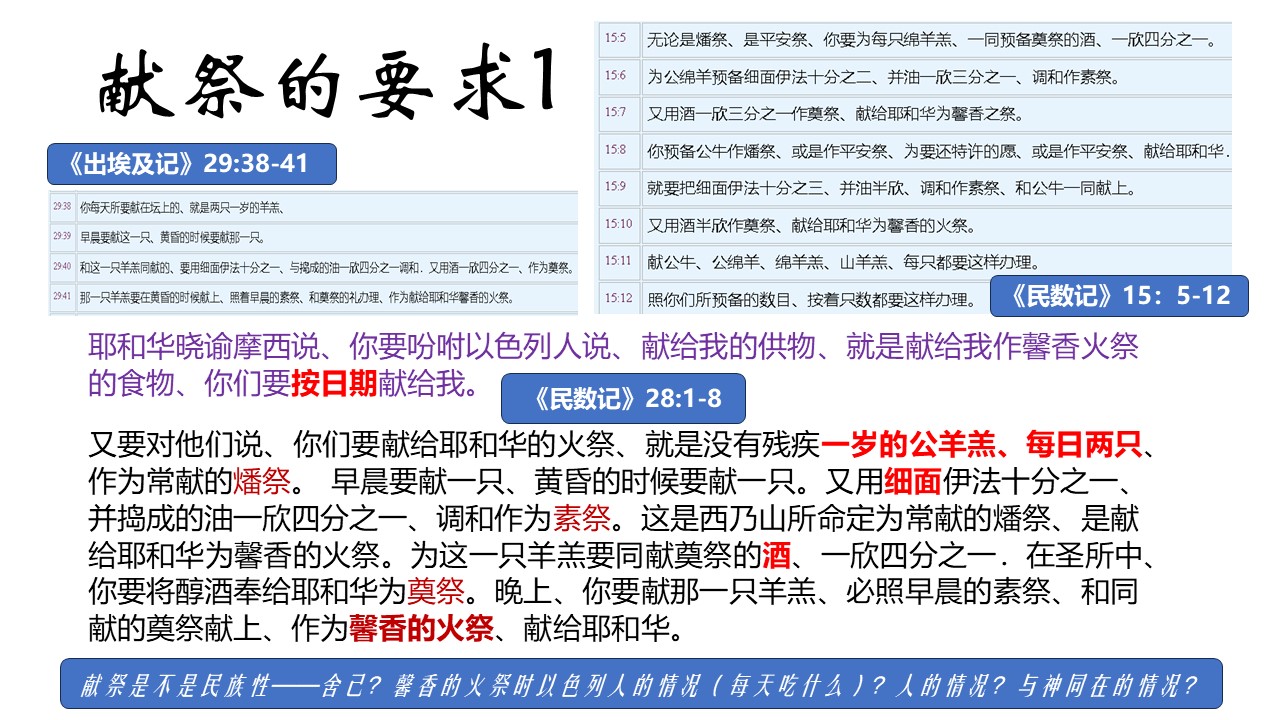 献祭的要求1
《出埃及记》29:38-41
29:38 你每天所要献在坛上的、就是两只一岁的羊羔、
29:39 早晨要献这一只、黄昏的时候要献那一只。
29:40 和这一只羊羔同献的、要用细面伊法十分之一、与捣成的油一欣四分之一调和．又用酒一欣四分之一、作为奠祭。
29:41 那一只羊羔要在黄昏的时候献上、照着早晨的素祭、和奠祭的礼办理、作为献给耶和华馨香的火祭。
15:5 无论是燔祭、是平安祭、你要为每只绵羊羔、一同预备奠祭的酒、一欣四分之一。
15:6 为公绵羊预备细面伊法十分之二、并油一欣三分之一、调和作素祭。
15:7 又用酒一欣三分之一作奠祭、献给耶和华为馨香之祭。
15:8 你预备公牛作燔祭、或是作平安祭、为要还特许的愿、或是作平安祭、献给耶和华．
15:9 就要把细面伊法十分之三、并油半欣、调和作素祭、和公牛一同献上。
15:10 又用酒半欣作奠祭、献给耶和华为馨香的火祭。
15:11 献公牛、公绵羊、绵羊羔、山羊羔、每只都要这样办理。
15:12 照你们所预备的数目、按着只数都要这样办理。
《民数记》15：5-12
耶和华晓谕摩西说、你要吩咐以色列人说、献给我的供物、就是献给我作馨香火祭
的食物、你们要按日期献给我。
《民数记》28:1-8
又要对他们说、你们要献给耶和华的火祭、就是没有残疾一岁的公羊羔、每日两只、
作为常献的燔祭。 早晨要献一只、黄昏的时候要献一只。又用细面伊法十分之一、
并捣成的油一欣四分之一、调和作为素祭。这是西乃山所命定为常献的燔祭、是献
给耶和华为馨香的火祭。为这一只羊羔要同献奠祭的酒、一欣四分之一．在圣所中、
你要将醇酒奉给耶和华为奠祭。晚上、你要献那一只羊羔、必照早晨的素祭、和同
献的奠祭献上、作为馨香的火祭、献给耶和华。
献祭是不是民族性——舍己？馨香的火祭时以色列人的情况（每天吃什么）？人的情况？与神同在的情况？